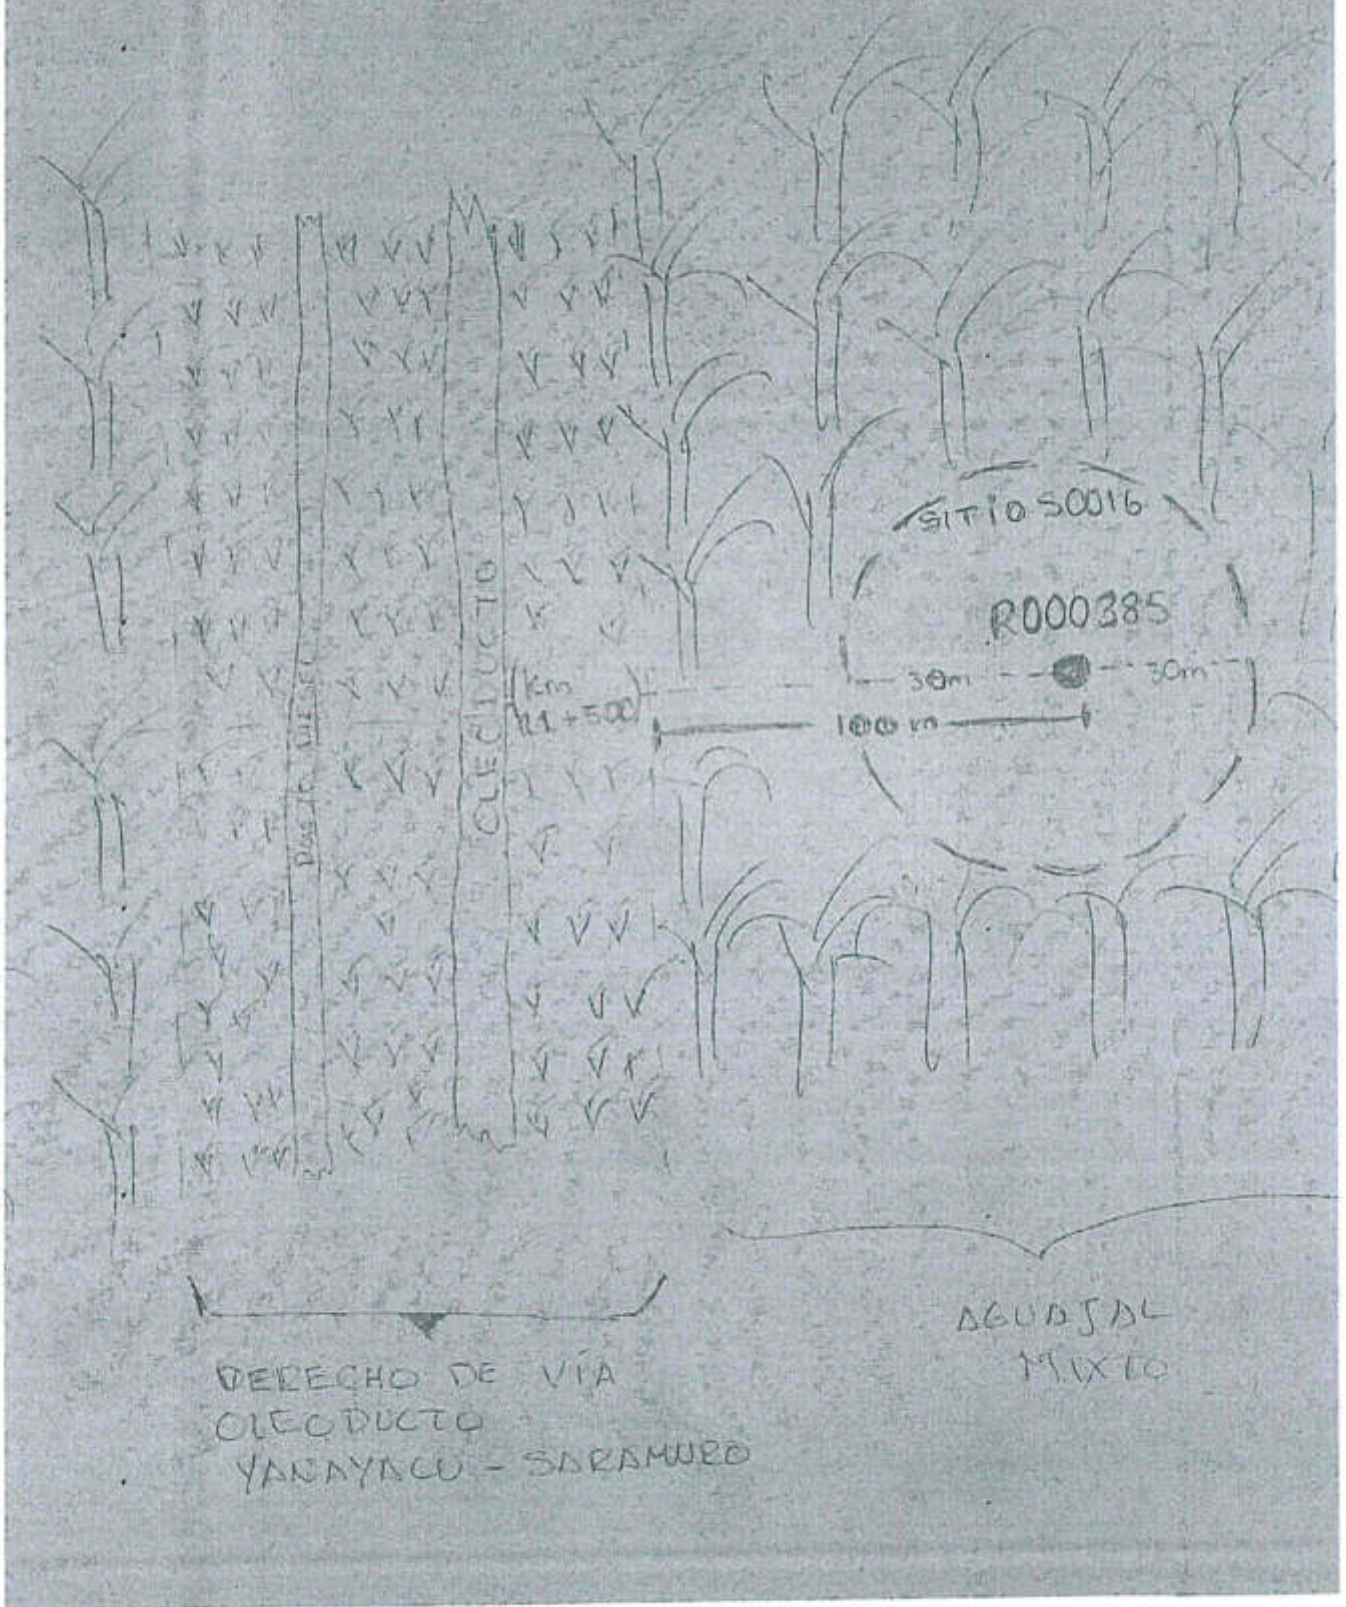 SITIO S0016
R000385
30m
30m
100 m
(Km
11+500)
OLEODUCTO
AGUAJAL
MIXTO
DERECHO DE VÍA
OLEODUCTO
YANAYACU - SARAMURO